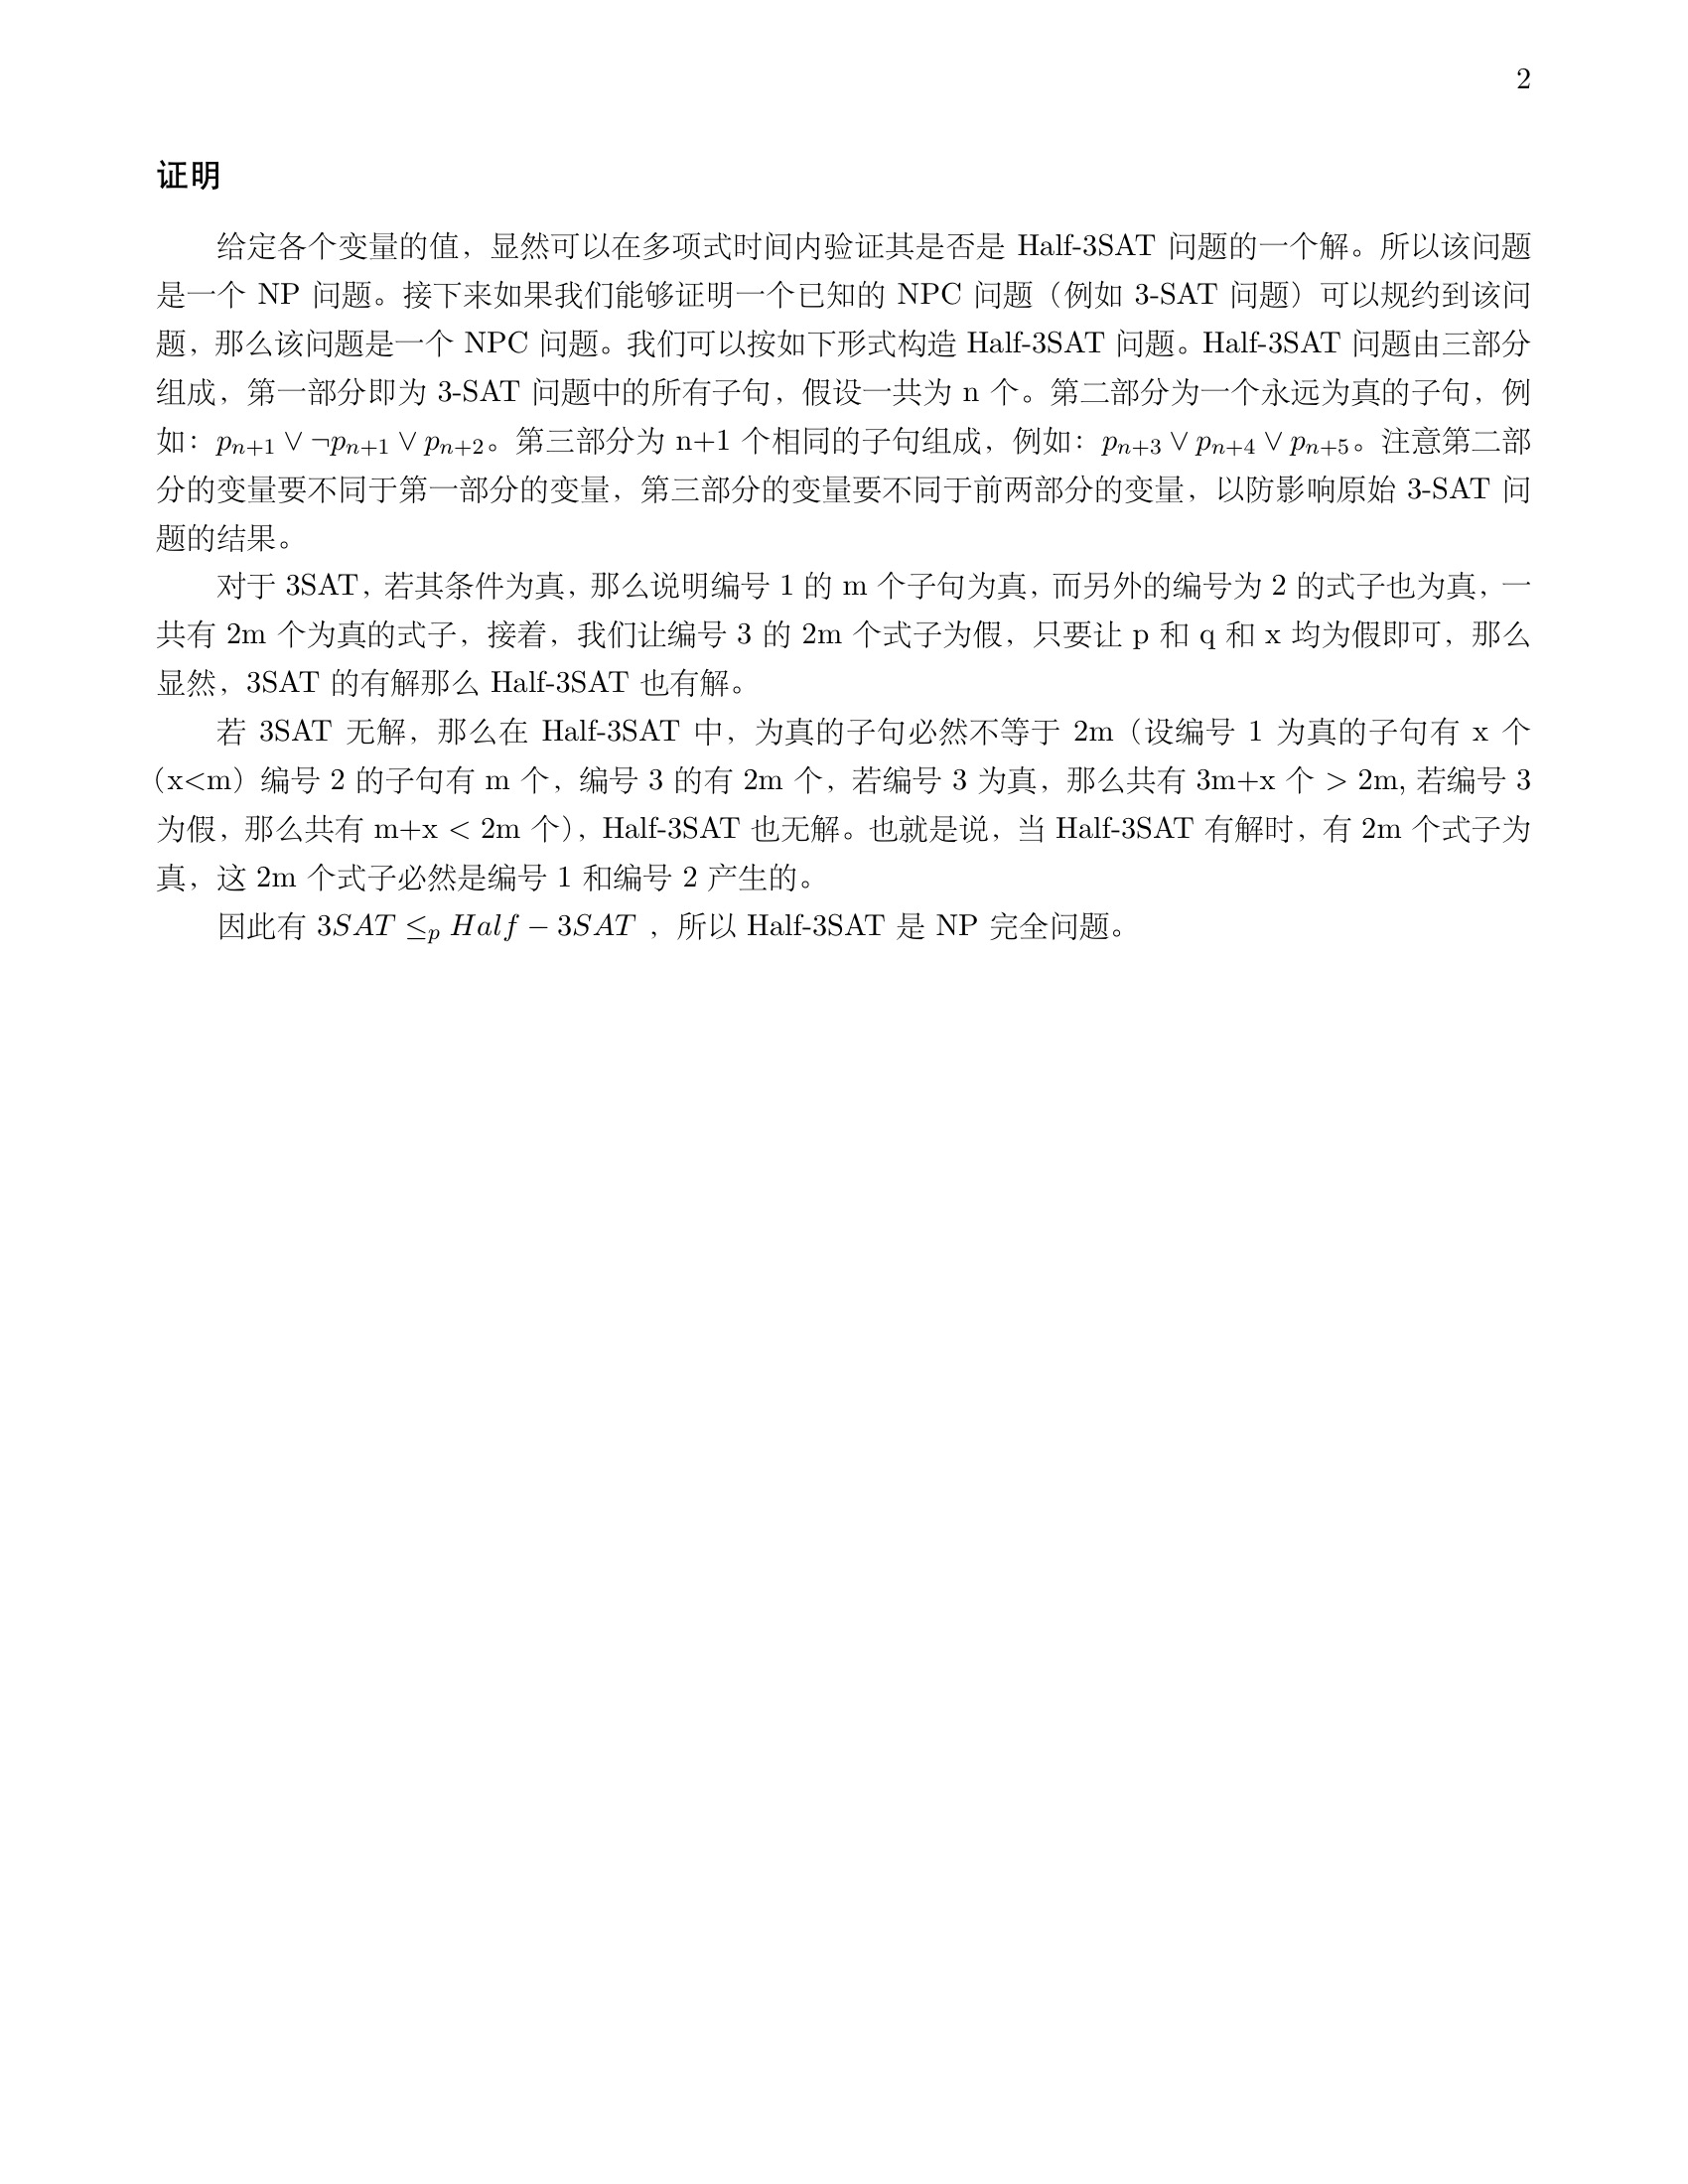 2
证明
给定各个变量的值，显然可以在多项式时间内验证其是否是 Half-3SAT 问题的一个解。所以该问题
是一个 NP 问题。接下来如果我们能够证明一个已知的 NPC 问题（例如 3-SAT 问题）可以规约到该问
题，那么该问题是一个 NPC 问题。我们可以按如下形式构造 Half-3SAT 问题。Half-3SAT 问题由三部分
组成，第一部分即为 3-SAT 问题中的所有子句，假设一共为 n 个。第二部分为一个永远为真的子句，例
如：$p_{n+1} \vee \neg p_{n+1} \vee p_{n+2}$。第三部分为 n+1 个相同的子句组成，例如：$p_{n+3} \vee p_{n+4} \vee p_{n+5}$。注意第二部
分的变量要不同于第一部分的变量，第三部分的变量要不同于前两部分的变量，以防影响原始 3-SAT 问
题的结果。
对于 3SAT，若其条件为真，那么说明编号 1 的 m 个子句为真，而另外的编号为 2 的式子也为真，一
共有 2m 个为真的式子，接着，我们让编号 3 的 2m 个式子为假，只要让 p 和 q 和 x 均为假即可，那么
显然，3SAT 的有解那么 Half-3SAT 也有解。
若 3SAT 无解，那么在 Half-3SAT 中，为真的子句必然不等于 2m（设编号 1 为真的子句有 x 个
（x<m）编号 2 的子句有 m 个，编号 3 的有 2m 个，若编号 3 为真，那么共有 3m+x 个 > 2m, 若编号 3
为假，那么共有 m+x < 2m 个），Half-3SAT 也无解。也就是说，当 Half-3SAT 有解时，有 2m 个式子为
真，这 2m 个式子必然是编号 1 和编号 2 产生的。
因此有 $3SAT \leq_p Half-3SAT$ ，所以 Half-3SAT 是 NP 完全问题。